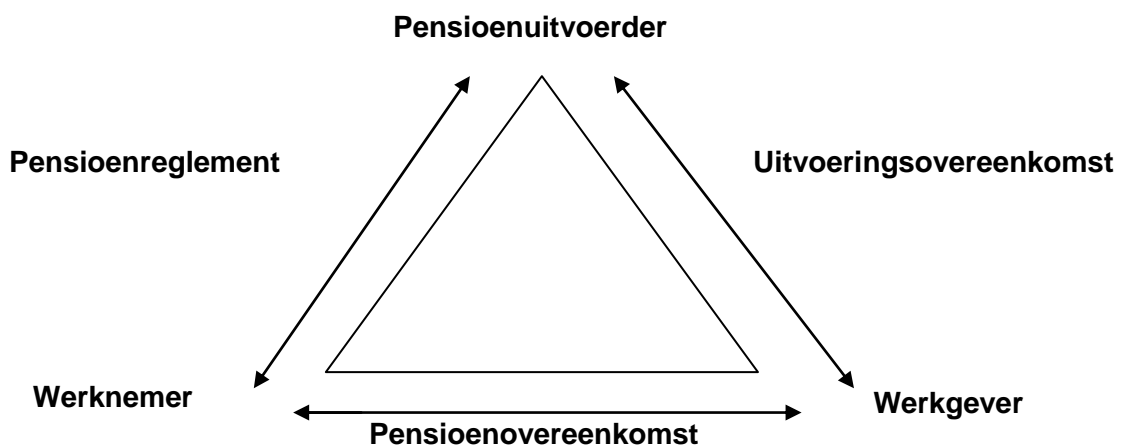 Pensioenuitvoerder
Pensioenreglement
Uitvoeringsovereenkomst
Werknemer
Werkgever
Pensioenovereenkomst